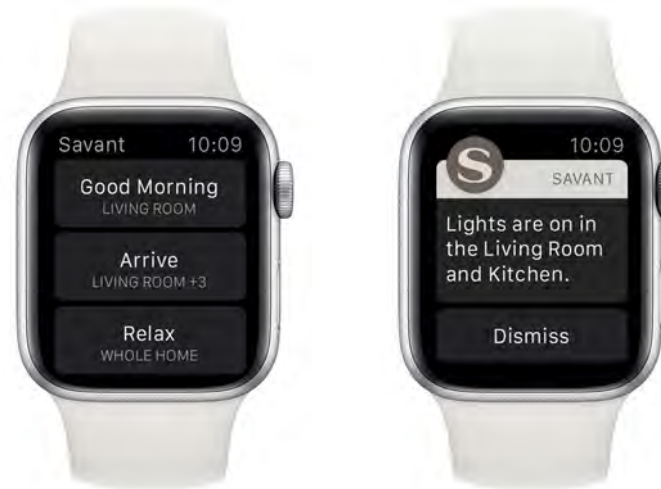 Savant 10:09
Good Morning
LIVING ROOM
Arrive
LIVING ROOM +3
Relax
WHOLE HOME
10:09
S
SAVANT
Lights are on in
the Living Room
and Kitchen.
Dismiss